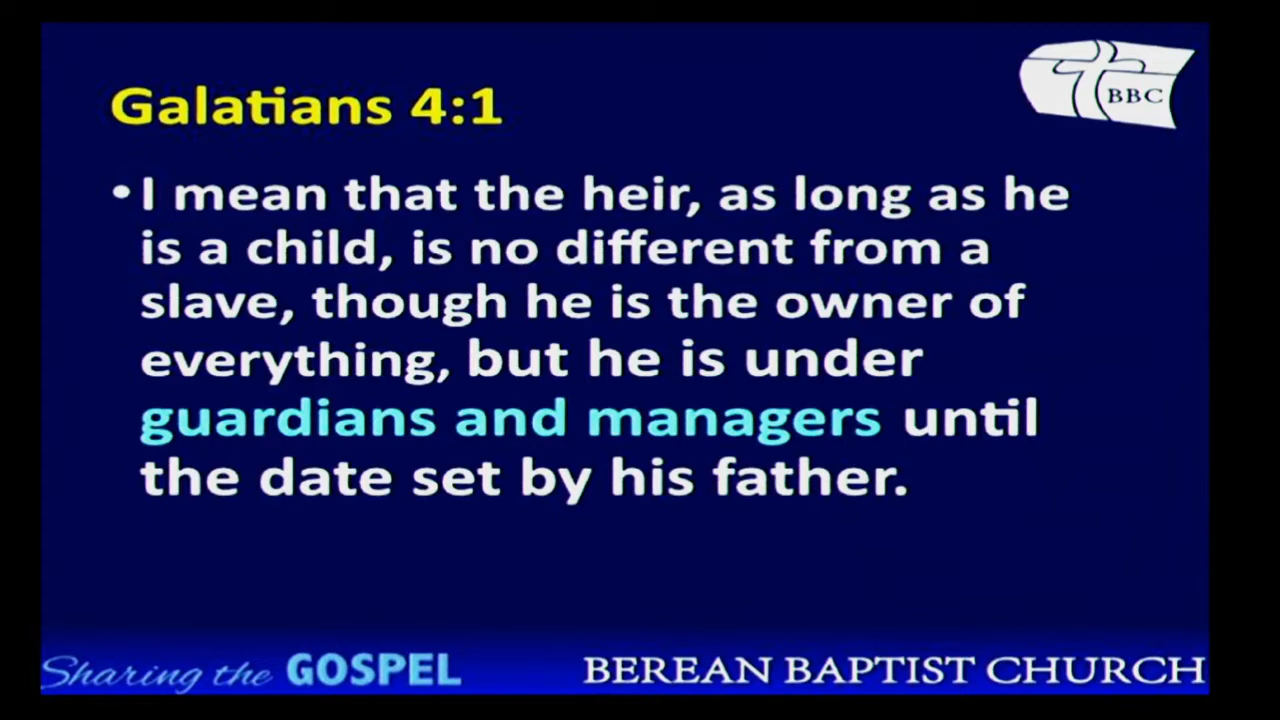 Galatians 4:1
BBC
•I mean that the heir, as long as he
is a child, is no different from a
slave, though he is the owner of
everything, but he is under
guardians and managers until
the date set by his father.
Sharing the GOSPEL
BEREAN BAPTIST CHURCH